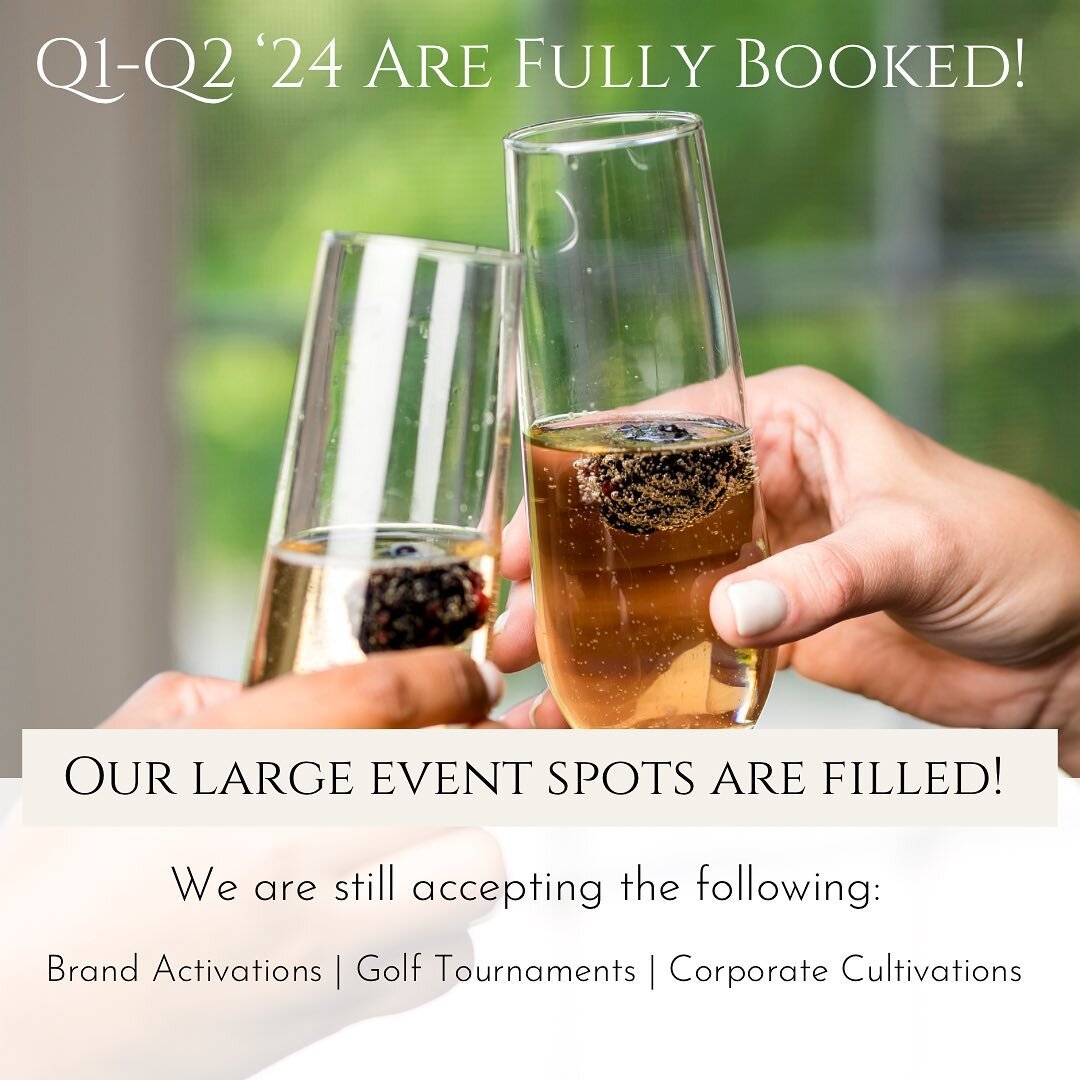 Q1-Q2 ‘24 Are Fully Booked!
Our large event spots are filled!
We are still accepting the following:
Brand Activations | Golf Tournaments | Corporate Cultivations